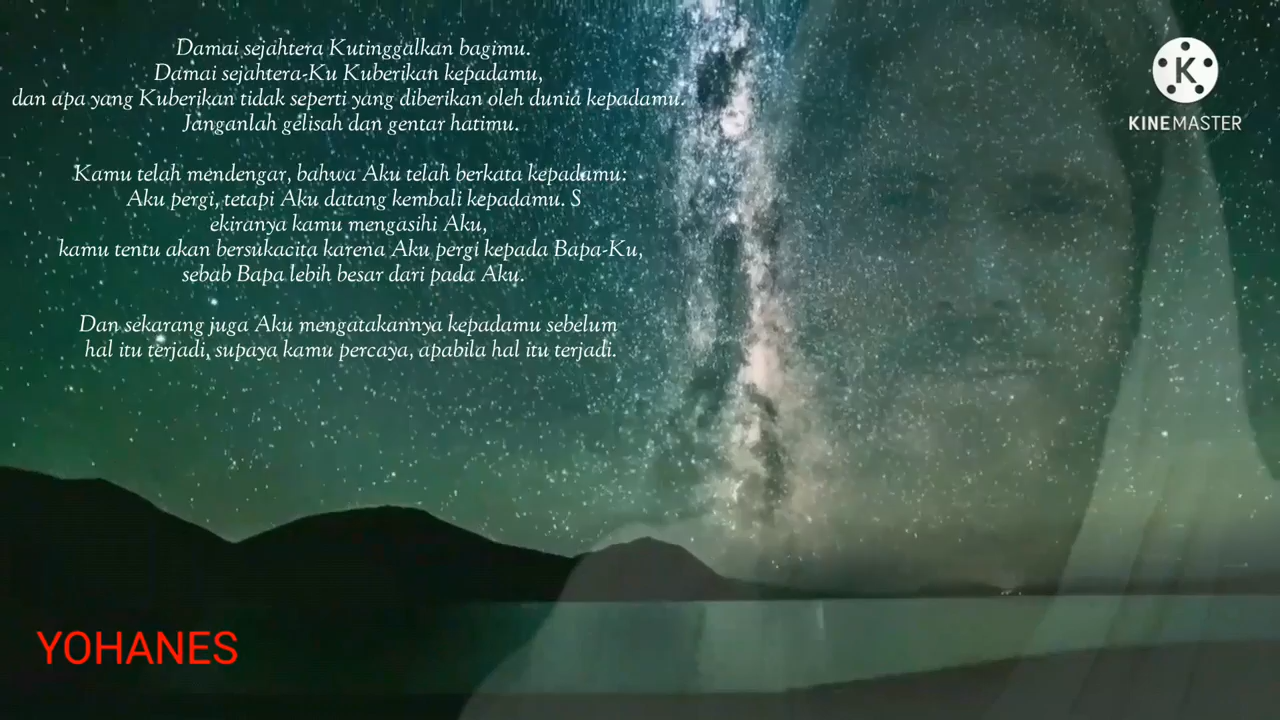 Damai sejahtera Kutinggalkan bagimu.
Damai sejahtera-Ku Kuberikan kepadamu,
dan apa yang Kuberikan tidak seperti yang diberikan oleh dunia kepadamu.
Janganlah gelisah dan gentar hatimu.
Kamu telah mendengar, bahwa Aku telah berkata kepadamu:
Aku pergi, tetapi Aku datang kembali kepadamu. S
ekiranya kamu mengasihi Aku,
kamu tentu akan bersukacita karena Aku pergi kepada Bapa-Ku,
sebab Bapa lebih besar dari pada Aku.
Dan sekarang juga Aku mengatakannya kepadamu sebelum
hal itu terjadi, supaya kamu percaya, apabila hal itu terjadi.
K
KINEMASTER
YOHANES